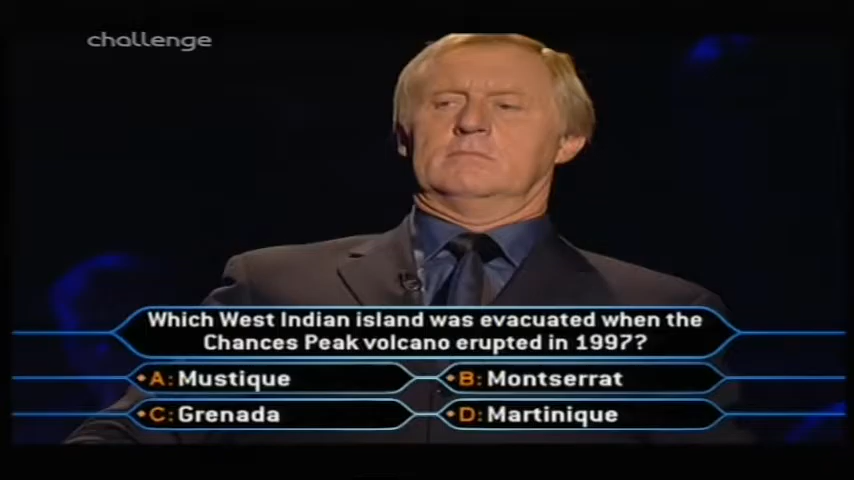 challenge
Which West Indian island was evacuated when the
Chances Peak volcano erupted in 1997?
A: Mustique
B: Montserrat
C: Grenada
D: Martinique